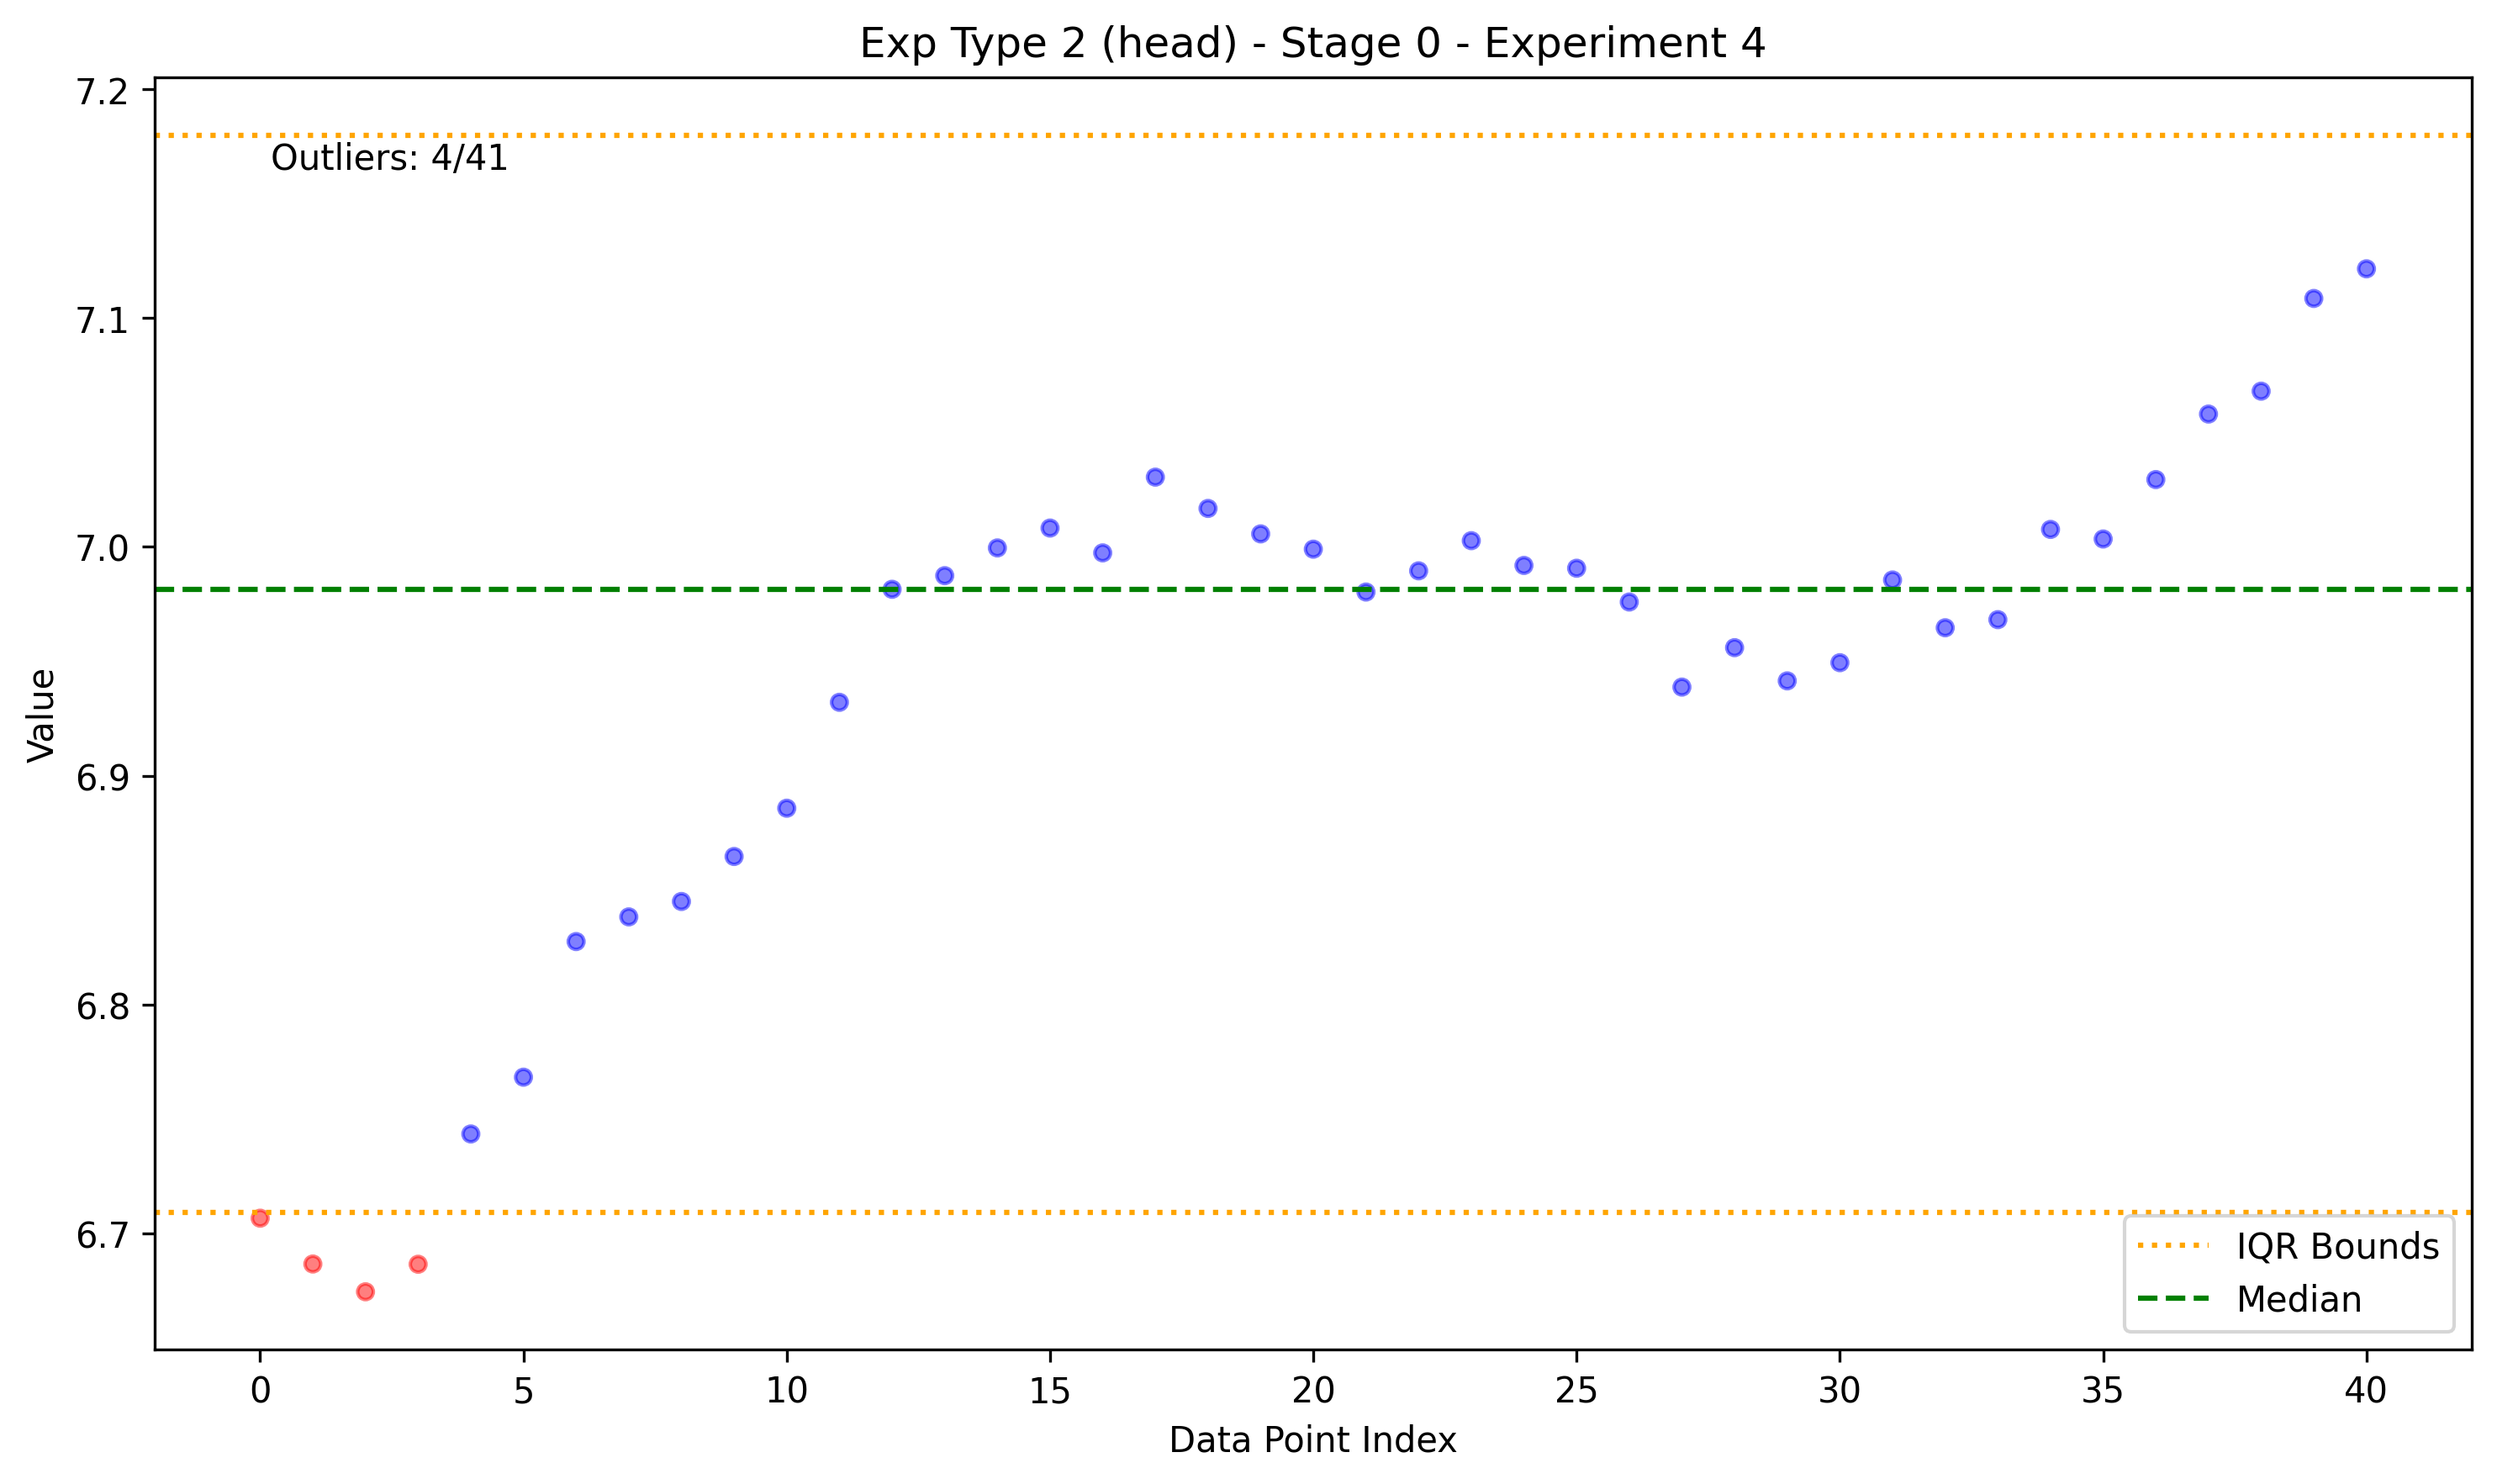 Exp Type 2 (head) - Stage 0 - Experiment 4
7.2
Outliers: 4/41
7.1
7.0
Value
6.9
6.8
6.7
IQR Bounds
Median
0 5 10 15 20 25 30 35 40
Data Point Index